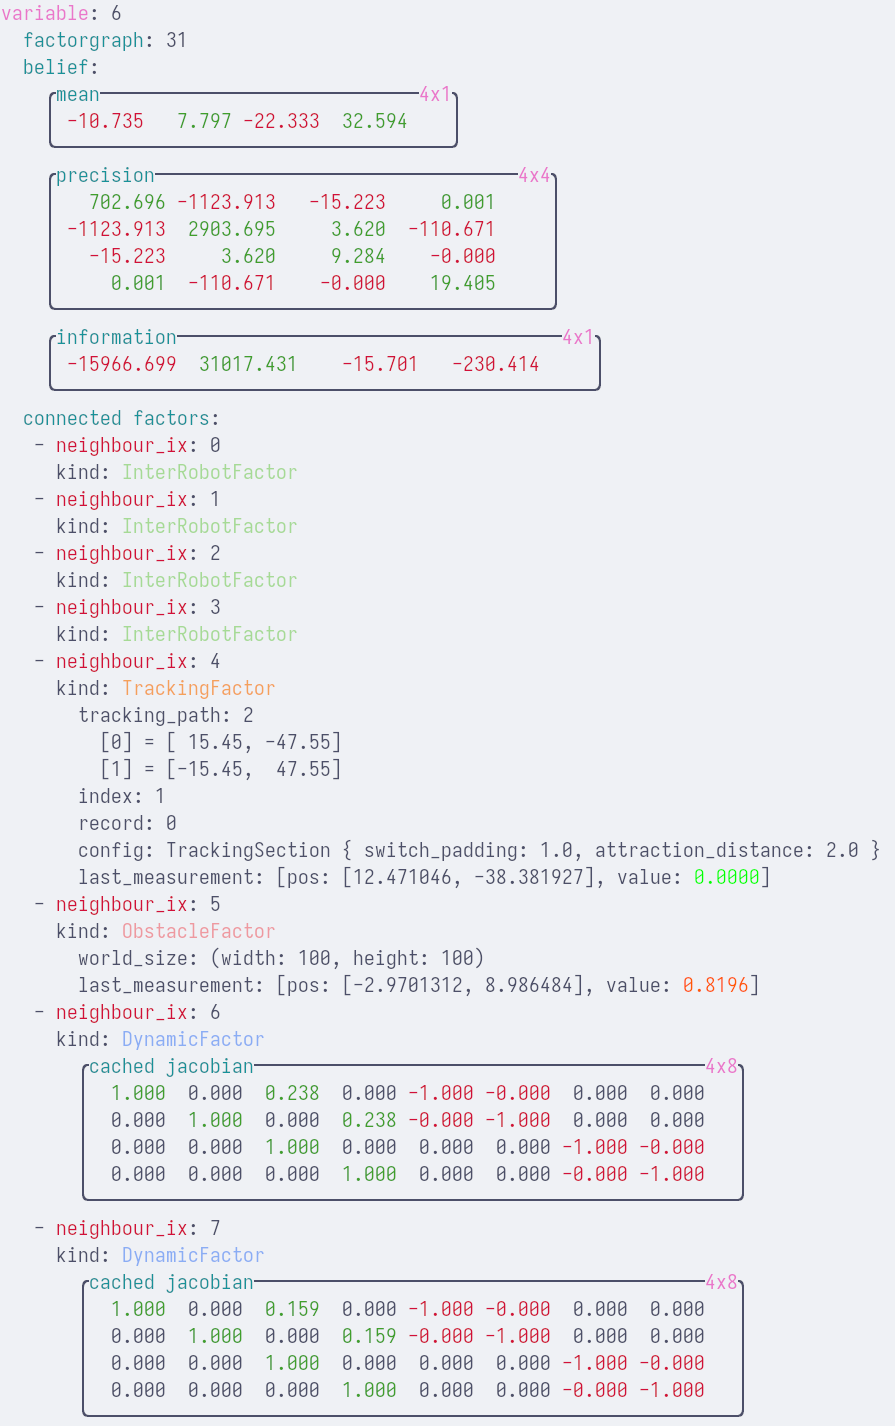 variable: 6
factorgraph: 31
belief:
mean 4x1
-10.735 7.797 -22.333 32.594
precision 4x4
702.696 -1123.913 -15.223 0.001
-1123.913 2903.695 3.620 -110.671
-15.223 3.620 9.284 -0.000
0.001 -110.671 -0.000 19.405
information 4x1
-15966.699 31017.431 -15.701 -230.414
connected factors:
- neighbour_ix: 0
kind: InterRobotFactor
- neighbour_ix: 1
kind: InterRobotFactor
- neighbour_ix: 2
kind: InterRobotFactor
- neighbour_ix: 3
kind: InterRobotFactor
- neighbour_ix: 4
kind: TrackingFactor
tracking_path: 2
[0] = [ 15.45, -47.55]
[1] = [-15.45,  47.55]
index: 1
record: 0
config: TrackingSection { switch_padding: 1.0, attraction_distance: 2.0 }
last_measurement: [pos: [12.471046, -38.381927], value: 0.0000]
- neighbour_ix: 5
kind: ObstacleFactor
world_size: (width: 100, height: 100)
last_measurement: [pos: [-2.9701312, 8.986484], value: 0.8196]
- neighbour_ix: 6
kind: DynamicFactor
cached jacobian 4x8
1.000 0.000 0.238 0.000 -1.000 -0.000 0.000 0.000
0.000 1.000 0.000 0.238 -0.000 -1.000 0.000 0.000
0.000 0.000 1.000 0.000 0.000 0.000 -1.000 -0.000
0.000 0.000 0.000 1.000 0.000 0.000 -0.000 -1.000
- neighbour_ix: 7
kind: DynamicFactor
cached jacobian 4x8
1.000 0.000 0.159 0.000 -1.000 -0.000 0.000 0.000
0.000 1.000 0.000 0.159 -0.000 -1.000 0.000 0.000
0.000 0.000 1.000 0.000 0.000 0.000 -1.000 -0.000
0.000 0.000 0.000 1.000 0.000 0.000 -0.000 -1.000